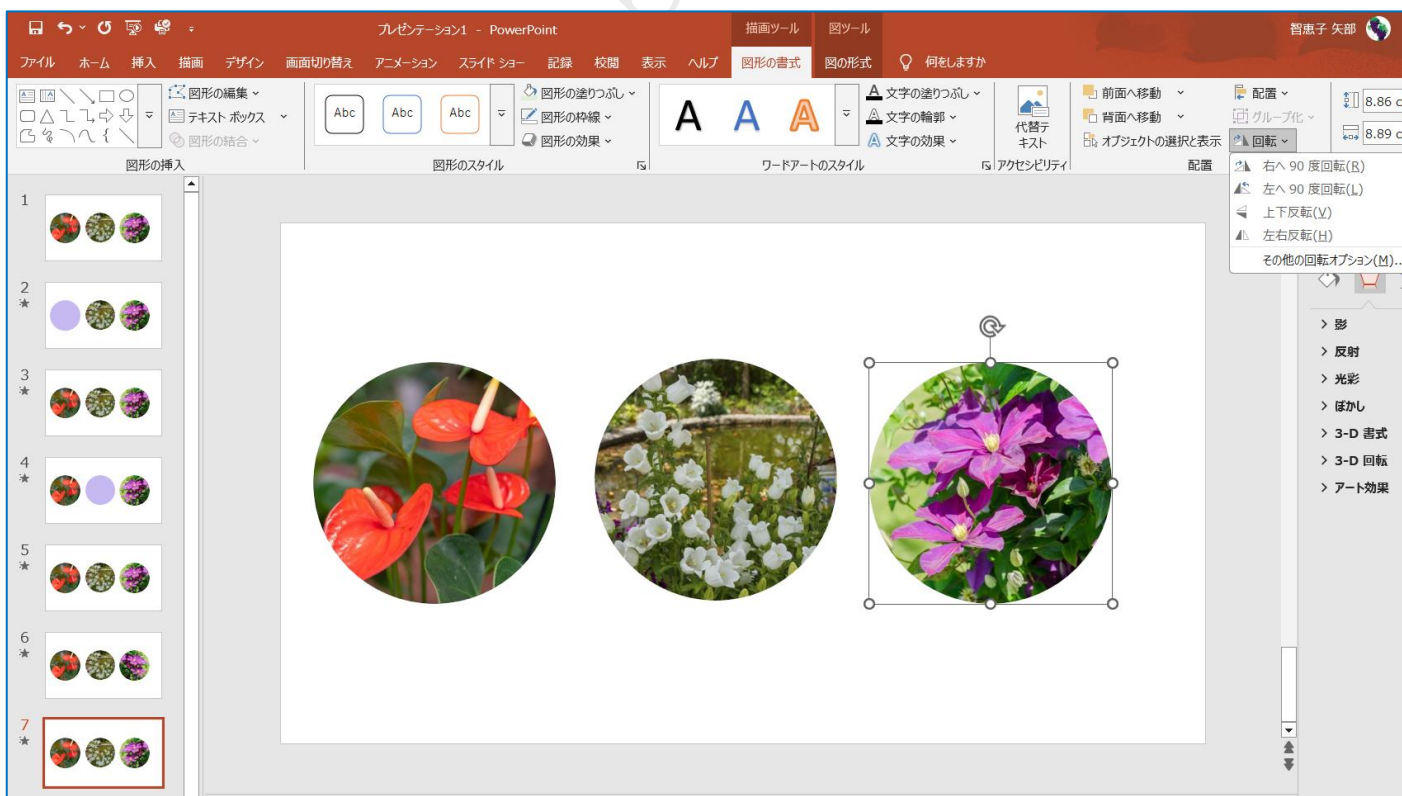 プレゼンテーション1 - PowerPoint
描画ツール 図ツール
智恵子 矢部
ファイル ホーム 挿入 描画 デザイン 画面切り替え アニメーション スライド ショー 記録 校閲 表示 ヘルプ 図形の書式 図の形式 何をしますか
図形の編集
テキスト ボックス
図形の結合
図形の挿入
Abc Abc Abc
図形の塗りつぶし
図形の枠線
図形の効果
図形のスタイル
A A A
文字の塗りつぶし
文字の輪郭
文字の効果
ワードアートのスタイル
代替テ
キスト
アクセシビリティ
前面へ移動
背面へ移動
オブジェクトの選択と表示
配置
グループ化
回転
配置
8.86 c
8.89 c
右へ 90 度回転(R)
左へ 90 度回転(L)
上下反転(V)
左右反転(H)
その他の回転オプション(M)...
1
2
3
4
5
6
7
影
反射
光彩
ぼかし
3-D 書式
3-D 回転
アート効果